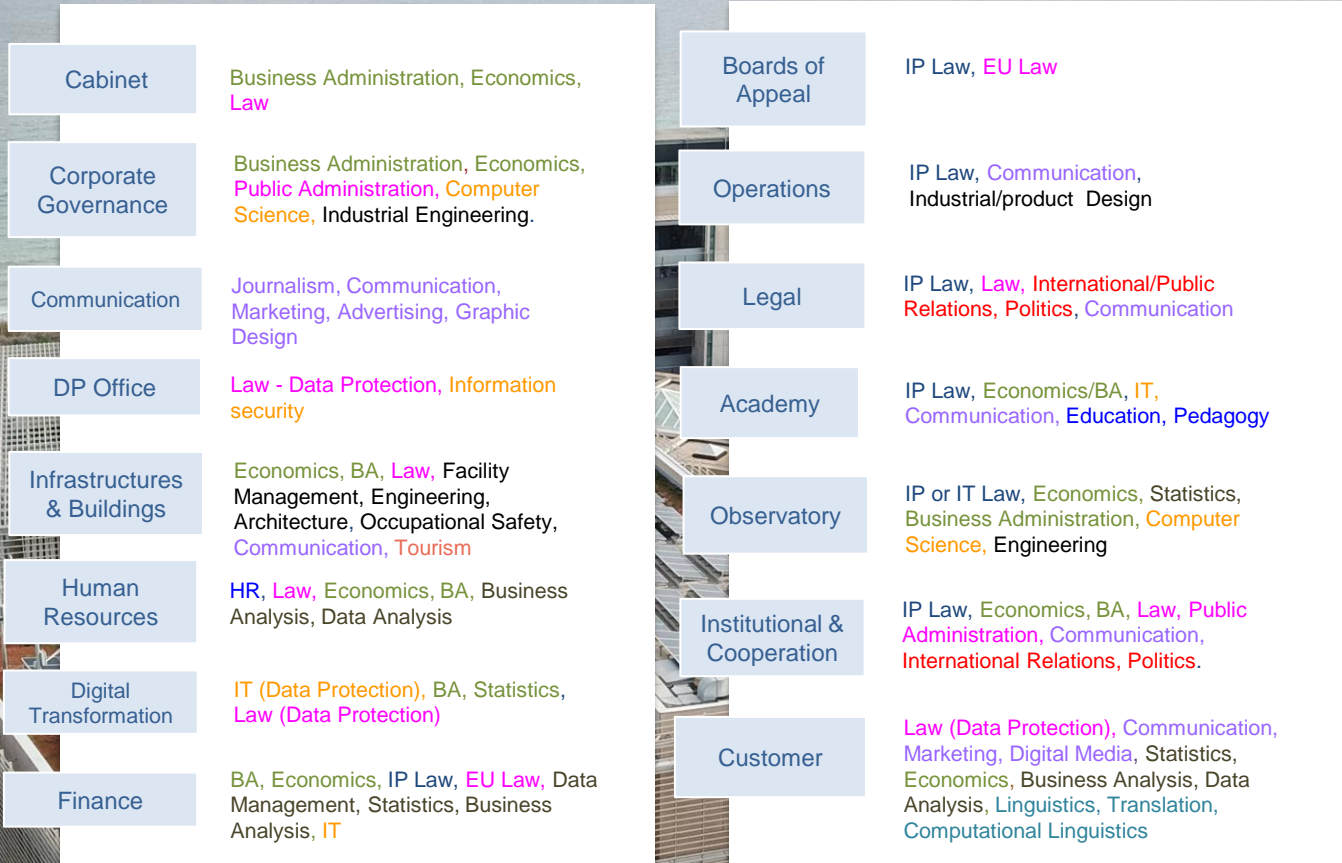 Cabinet
Business Administration, Economics,
Law
Corporate
Governance
Business Administration, Economics,
Public Administration, Computer
Science, Industrial Engineering.
Communication
Journalism, Communication,
Marketing, Advertising, Graphic
Design
DP Office
Law - Data Protection, Information
security
Infrastructures
& Buildings
Economics, BA, Law, Facility
Management, Engineering,
Architecture, Occupational Safety,
Communication, Tourism
Human
Resources
HR, Law, Economics, BA, Business
Analysis, Data Analysis
Digital
Transformation
IT (Data Protection), BA, Statistics,
Law (Data Protection)
Finance
BA, Economics, IP Law, EU Law, Data
Management, Statistics, Business
Analysis, IT
Boards of
Appeal
IP Law, EU Law
Operations
IP Law, Communication,
Industrial/product Design
Legal
IP Law, Law, International/Public
Relations, Politics, Communication
Academy
IP Law, Economics/BA, IT,
Communication, Education, Pedagogy
Observatory
IP or IT Law, Economics, Statistics,
Business Administration, Computer
Science, Engineering
Institutional &
Cooperation
IP Law, Economics, BA, Law, Public
Administration, Communication,
International Relations, Politics.
Customer
Law (Data Protection), Communication,
Marketing, Digital Media, Statistics,
Economics, Business Analysis, Data
Analysis, Linguistics, Translation,
Computational Linguistics